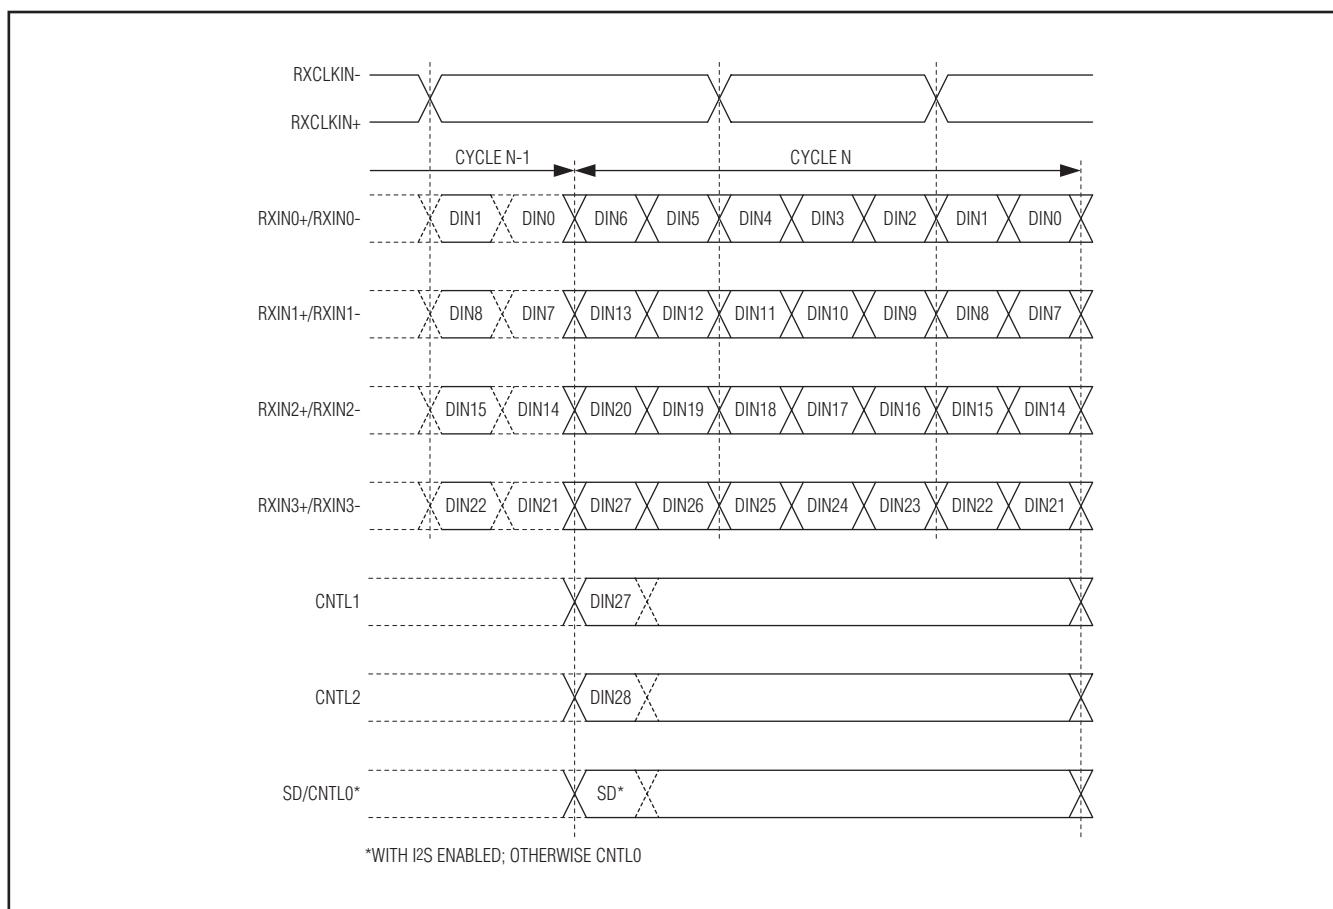 RXCLKIN-
RXCLKIN+
CYCLE N-1 CYCLE N
RXIN0+/RXIN0- DIN1 DIN0 DIN6 DIN5 DIN4 DIN3 DIN2 DIN1 DIN0
RXIN1+/RXIN1- DIN8 DIN7 DIN13 DIN12 DIN11 DIN10 DIN9 DIN8 DIN7
RXIN2+/RXIN2- DIN15 DIN14 DIN20 DIN19 DIN18 DIN17 DIN16 DIN15 DIN14
RXIN3+/RXIN3- DIN22 DIN21 DIN27 DIN26 DIN25 DIN24 DIN23 DIN22 DIN21
CNTL1 DIN27
CNTL2 DIN28
SD/CNTL0* SD*
*WITH I2S ENABLED; OTHERWISE CNTL0